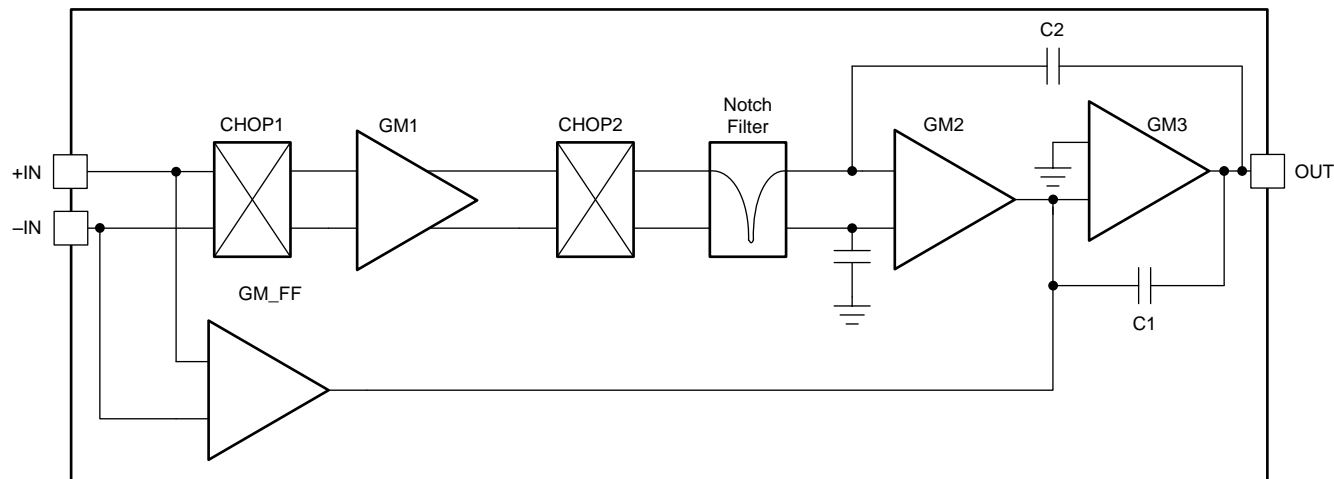 C2
Notch
Filter
CHOP1
GM1
CHOP2
GM2
GM3
+IN
OUT
–IN
GM_FF
C1